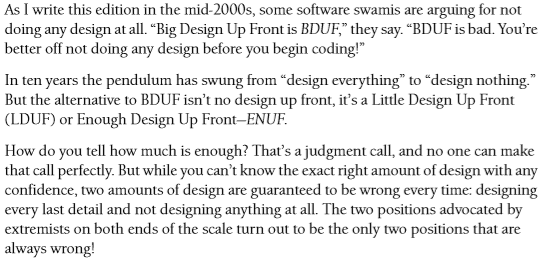 As I write this edition in the mid-2000s, some software swamis are arguing for not
doing any design at all. “Big Design Up Front is BDUF,” they say. “BDUF is bad. You’re
better off not doing any design before you begin coding!”
In ten years the pendulum has swung from “design everything” to “design nothing.”
But the alternative to BDUF isn’t no design up front, it’s a Little Design Up Front
(LDUF) or Enough Design Up Front—ENUF.
How do you tell how much is enough? That’s a judgment call, and no one can make
that call perfectly. But while you can’t know the exact right amount of design with any
confidence, two amounts of design are guaranteed to be wrong every time: designing
every last detail and not designing anything at all. The two positions advocated by
extremists on both ends of the scale turn out to be the only two positions that are
always wrong!